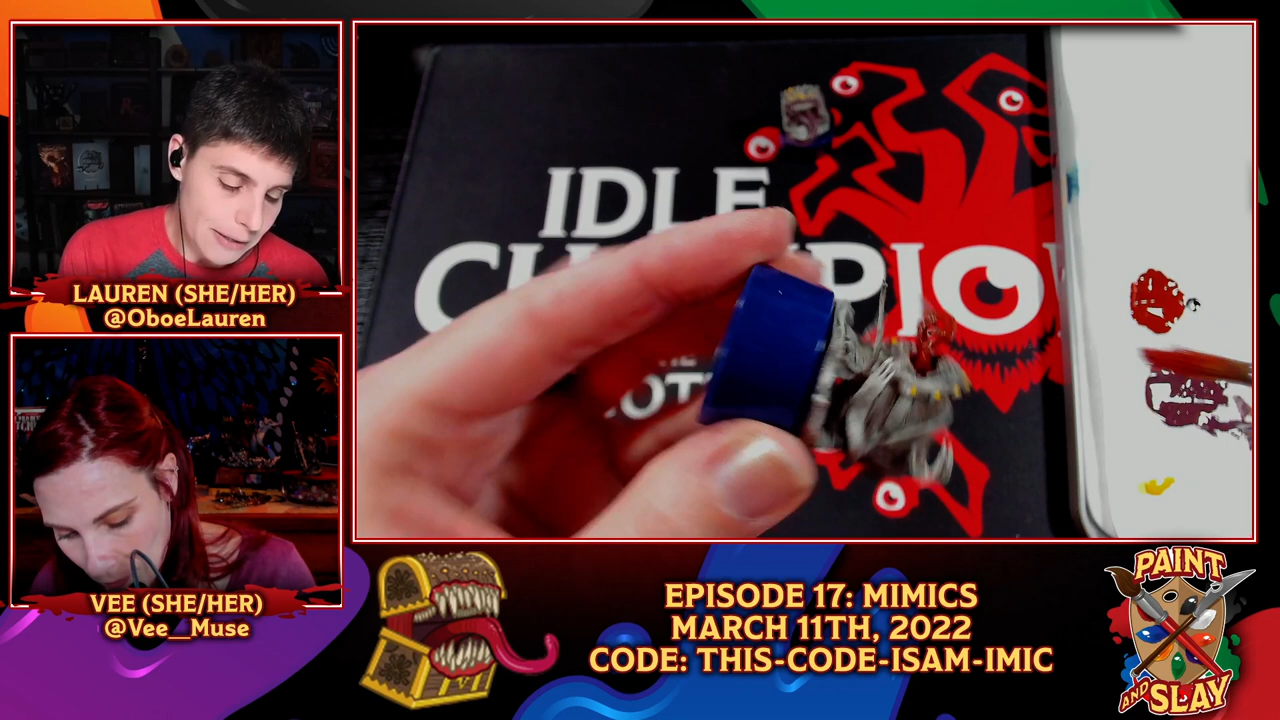 LAUREN (SHE/HER)
@OboeLauren
VEE (SHE/HER)
@Vee__Muse
IDLE
EPISODE 17: MIMICS
MARCH 11TH, 2022
CODE: THIS-CODE-ISAM-IMIC
PAINT
AND SLAY